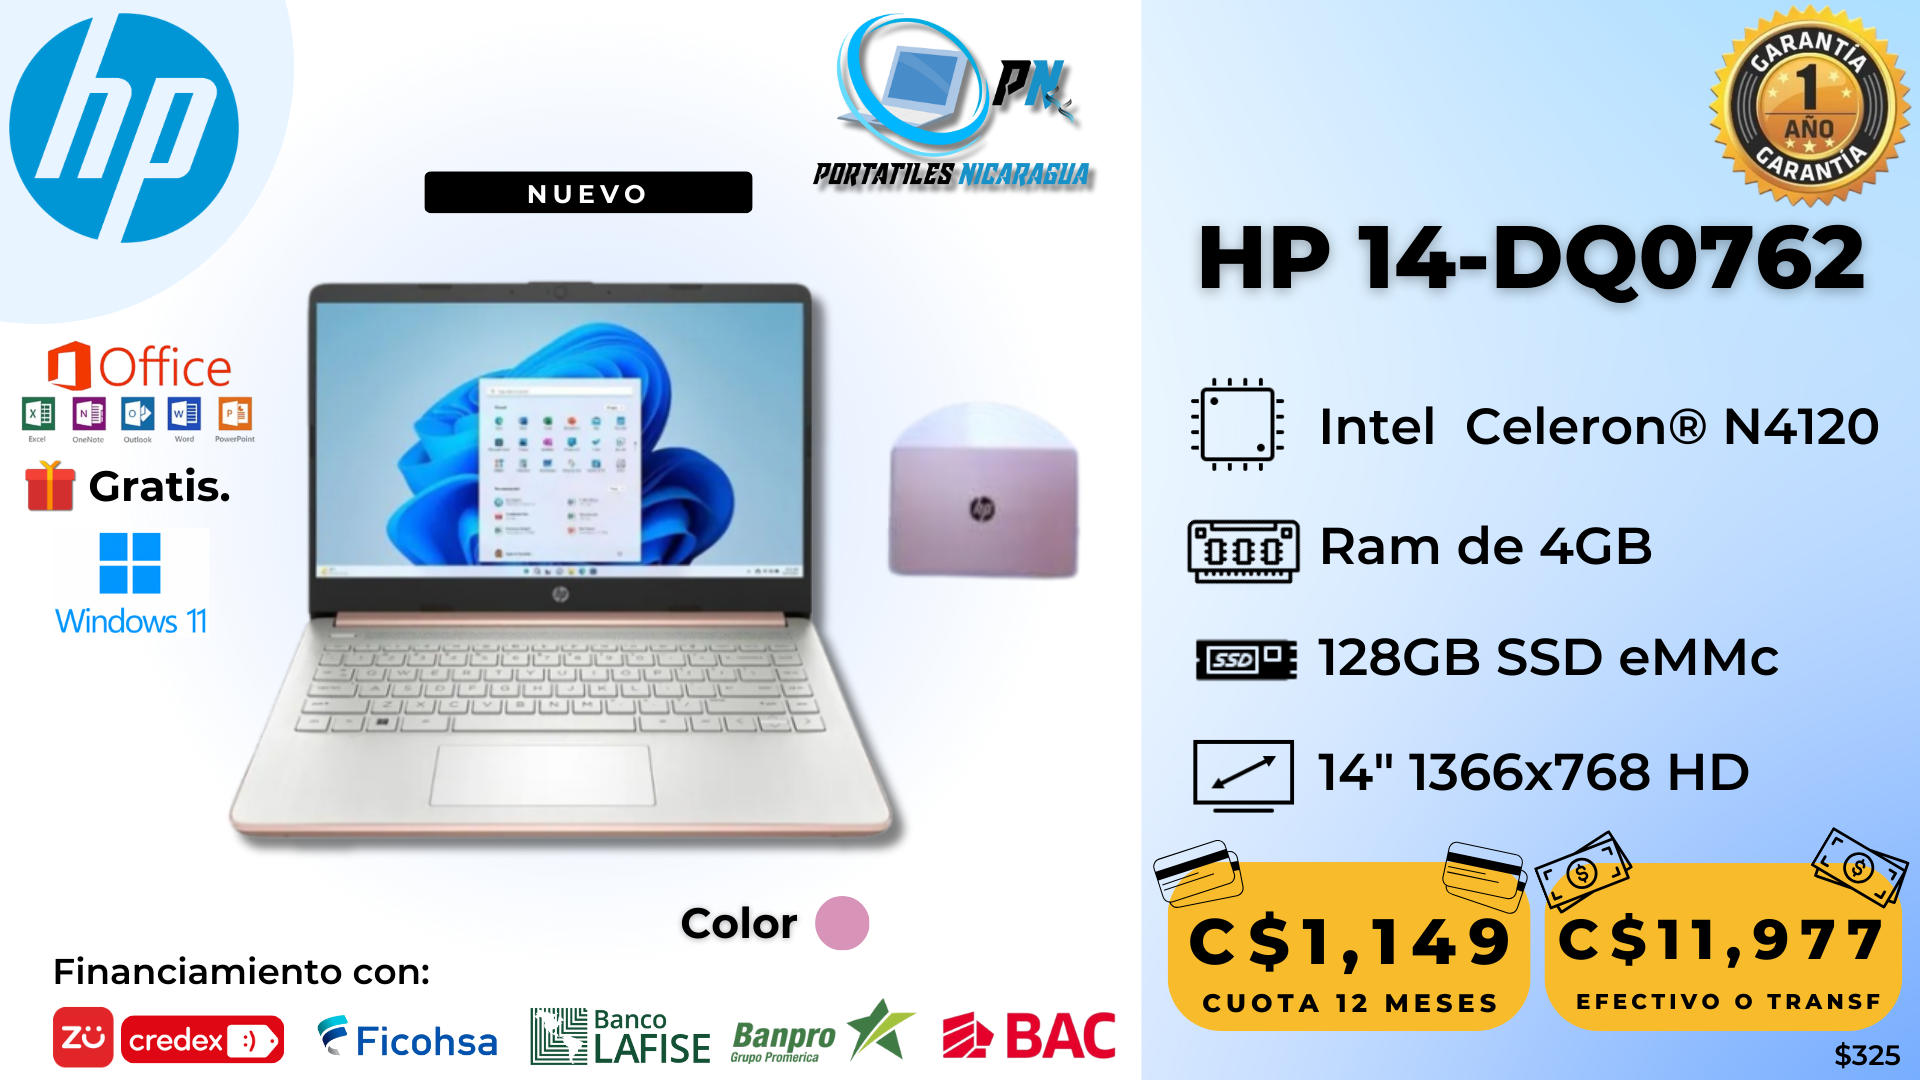 hp
NUEVO
PN
PORTATILES NICARAGUA
GARANTÍA
1
AÑO
GARANTÍA
HP 14-DQ0762
Office
Excel OneNote Outlook Word PowerPoint
Gratis.
Windows 11
Intel Celeron® N4120
Ram de 4GB
SSD
128GB SSD eMMc
14" 1366x768 HD
Color
Financiamiento con:
zü
credex :)
Ficohsa
Banco
LAFISE
Banpro
Grupo Promerica
BAC
C$1,149
CUOTA 12 MESES
C$11,977
EFECTIVO O TRANSF
$325